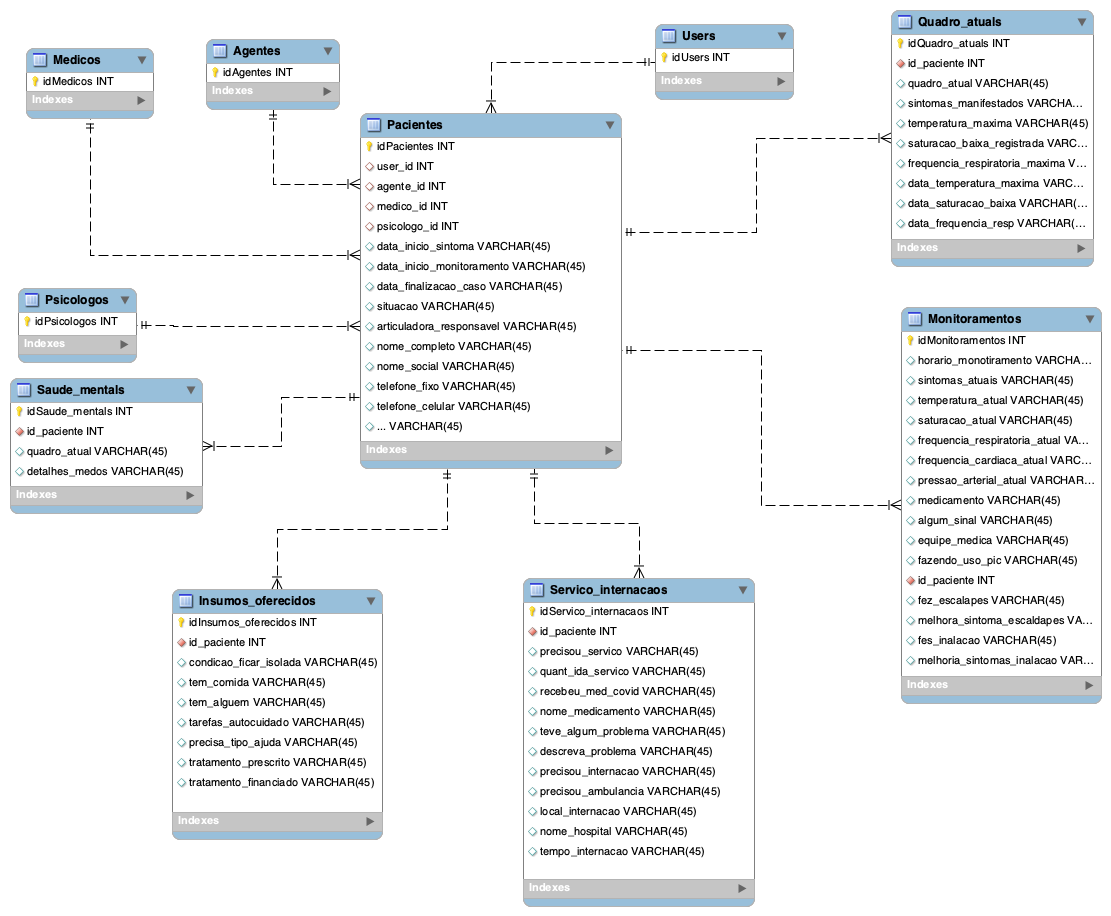 Medicos
idMedicos INT
Indexes
Agentes
idAgentes INT
Indexes
Users
idUsers INT
Indexes
Quadro_atuals
idQuadro_atuals INT
id_paciente INT
quadro_atual VARCHAR(45)
sintomas_manifestados VARCHA...
temperatura_maxima VARCHAR(45)
saturacao_baixa_registrada VARC...
frequencia_respiratoria_maxima V...
data_temperatura_maxima VARC...
data_saturacao_baixa VARCHAR(...
data_frequencia_resp VARCHAR(...
Indexes
Pacientes
idPacientes INT
user_id INT
agente_id INT
medico_id INT
psicologo_id INT
data_inicio_sintoma VARCHAR(45)
data_inicio_monitoramento VARCHAR(45)
data_finalizacao_caso VARCHAR(45)
situacao VARCHAR(45)
articuladora_responsavel VARCHAR(45)
nome_completo VARCHAR(45)
nome_social VARCHAR(45)
telefone_fixo VARCHAR(45)
telefone_celular VARCHAR(45)
... VARCHAR(45)
Indexes
Psicologos
idPsicologos INT
Indexes
Saude_mentals
idSaude_mentals INT
id_paciente INT
quadro_atual VARCHAR(45)
detalhes_medos VARCHAR(45)
Indexes
Monitoramentos
idMonitoramentos INT
horario_monotiramento VARCHA...
sintomas_atuais VARCHAR(45)
temperatura_atual VARCHAR(45)
saturacao_atual VARCHAR(45)
frequencia_respiratoria_atual VA...
frequencia_cardiaca_atual VARC...
pressao_arterial_atual VARCHAR...
medicamento VARCHAR(45)
algum_sinal VARCHAR(45)
equipe_medica VARCHAR(45)
fazendo_uso_pic VARCHAR(45)
id_paciente INT
fez_escalapes VARCHAR(45)
melhora_sintoma_escaldapes VA...
fes_inalacao VARCHAR(45)
melhoria_sintomas_inalacao VAR...
Indexes
Insumos_oferecidos
idInsumos_oferecidos INT
id_paciente INT
condicao_ficar_isolada VARCHAR(45)
tem_comida VARCHAR(45)
tem_alguem VARCHAR(45)
tarefas_autocuidado VARCHAR(45)
precisa_tipo_ajuda VARCHAR(45)
tratamento_prescrito VARCHAR(45)
tratamento_financiado VARCHAR(45)
Indexes
Servico_internacaos
idServico_internacaos INT
id_paciente INT
precisou_servico VARCHAR(45)
quant_ida_servico VARCHAR(45)
recebeu_med_covid VARCHAR(45)
nome_medicamento VARCHAR(45)
teve_algum_problema VARCHAR(45)
descreva_problema VARCHAR(45)
precisou_internacao VARCHAR(45)
precisou_ambulancia VARCHAR(45)
local_internacao VARCHAR(45)
nome_hospital VARCHAR(45)
tempo_internacao VARCHAR(45)
Indexes